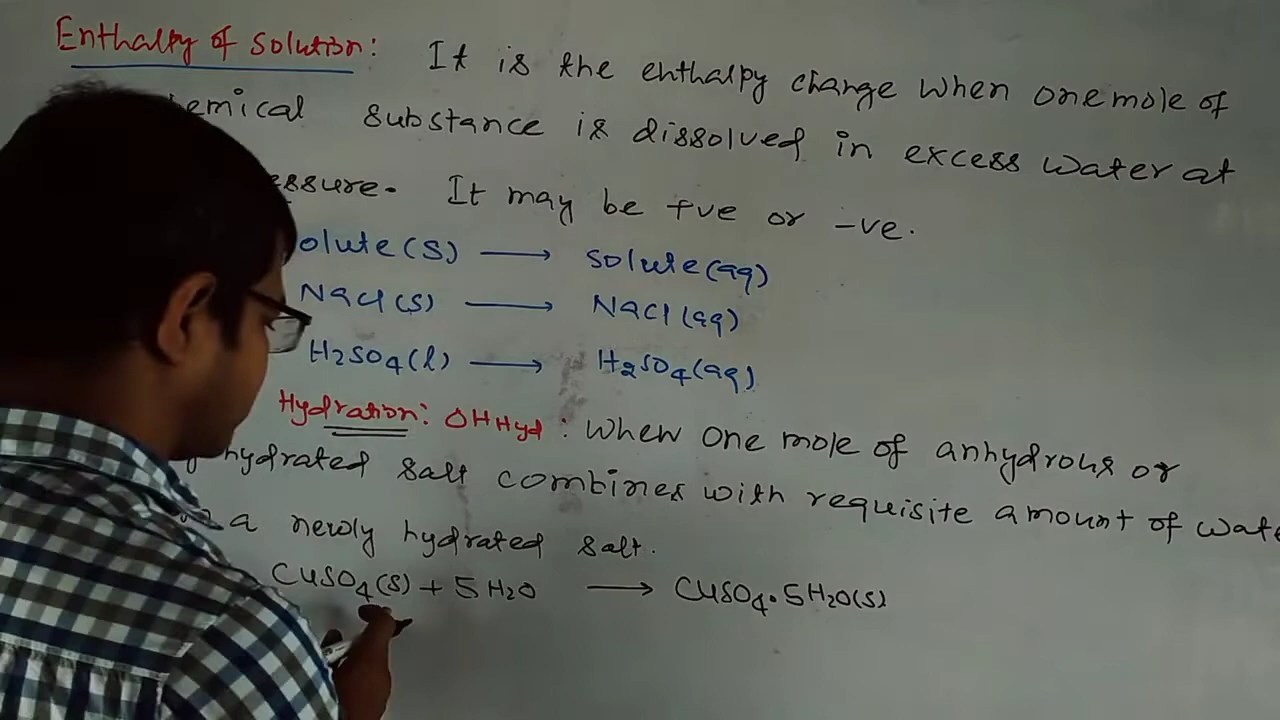 Enthalpy of Solution: It is the enthalpy change when one mole of
emical substance is dissolved in excess water at
essure. It may be +ve or -ve.
olute(s) ⟶ solute(aq)
NaCl(s) ⟶ NaCl(aq)
H₂SO₄(l) ⟶ H₂SO₄(aq)
Hydration: ΔHHyd : When one mole of anhydrous or
y hydrated salt combines with requisite amount of wate
a newly hydrated salt.
CuSO₄(s) + 5H₂O ⟶ CuSO₄.5H₂O(s)